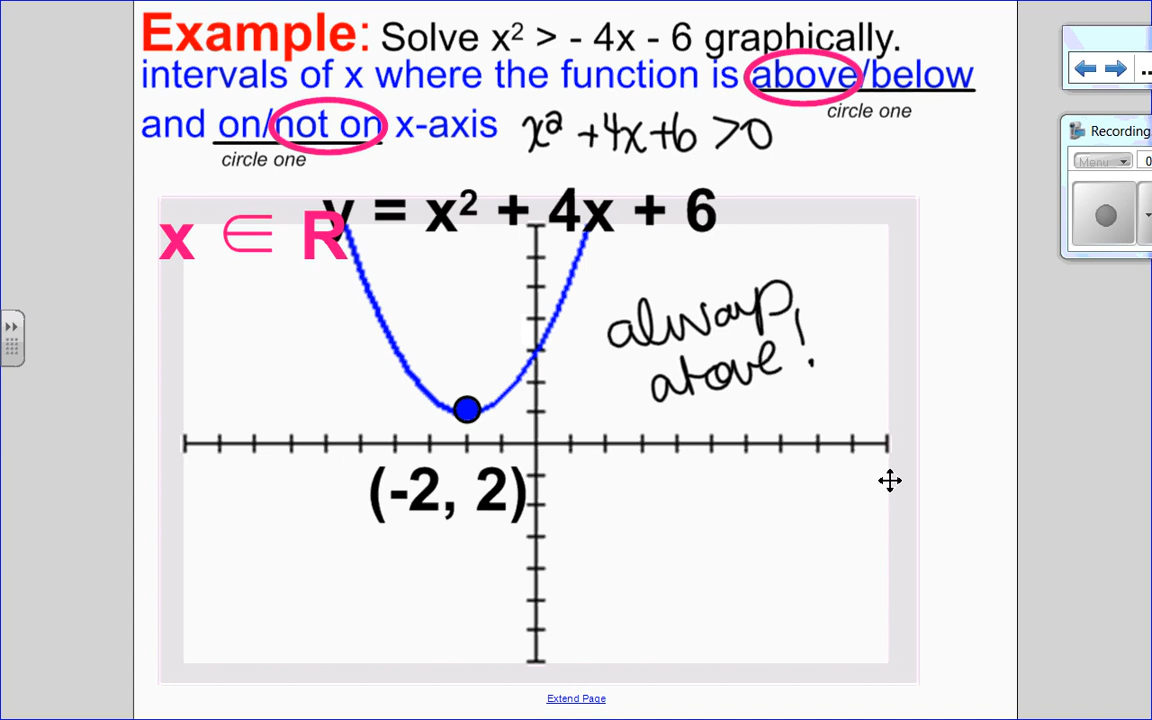 Example: Solve x² > - 4x - 6 graphically.
intervals of x where the function is above/below
circle one
and on/not on x-axis x² +4x+6 >0
circle one
y = x² + 4x + 6
x ∈ R
always
above!
(-2, 2)
Extend Page
Recording
Menu
0